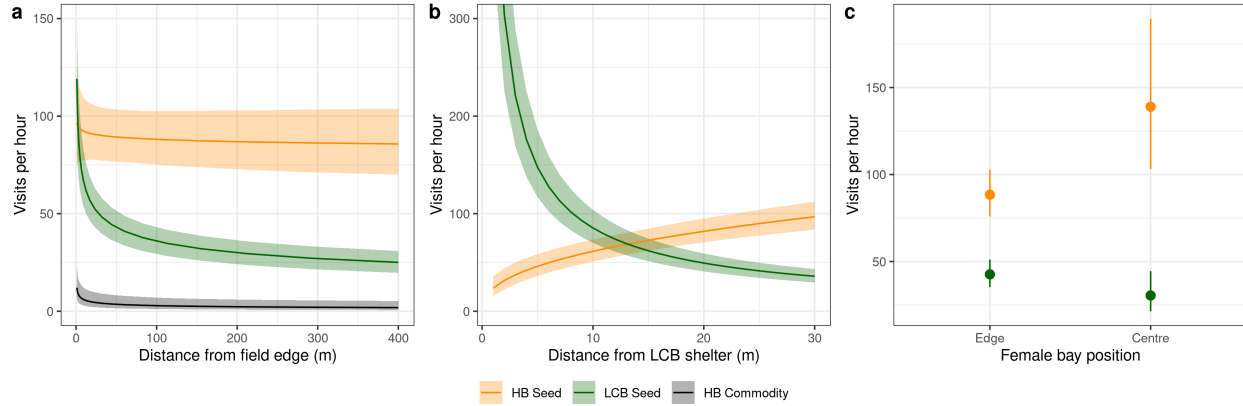 a
150
100
50
0
Visits per hour
0
100
200
300
400
Distance from field edge (m)
b
300
200
100
0
Visits per hour
0
10
20
30
Distance from LCB shelter (m)
c
150
100
50
Visits per hour
Edge
Centre
Female bay position
HB Seed
LCB Seed
HB Commodity